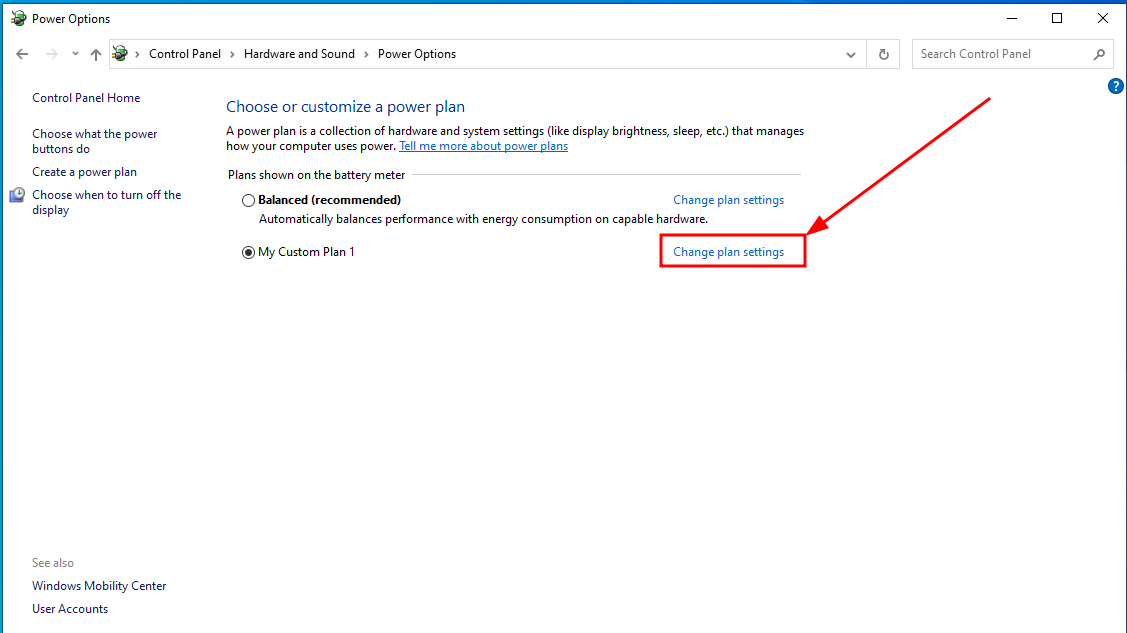 Power Options
Control Panel > Hardware and Sound > Power Options
Search Control Panel
?
Control Panel Home
Choose what the power
buttons do
Create a power plan
Choose when to turn off the
display
Choose or customize a power plan
A power plan is a collection of hardware and system settings (like display brightness, sleep, etc.) that manages
how your computer uses power. Tell me more about power plans
Plans shown on the battery meter
Balanced (recommended) Change plan settings
Automatically balances performance with energy consumption on capable hardware.
My Custom Plan 1 Change plan settings
See also
Windows Mobility Center
User Accounts